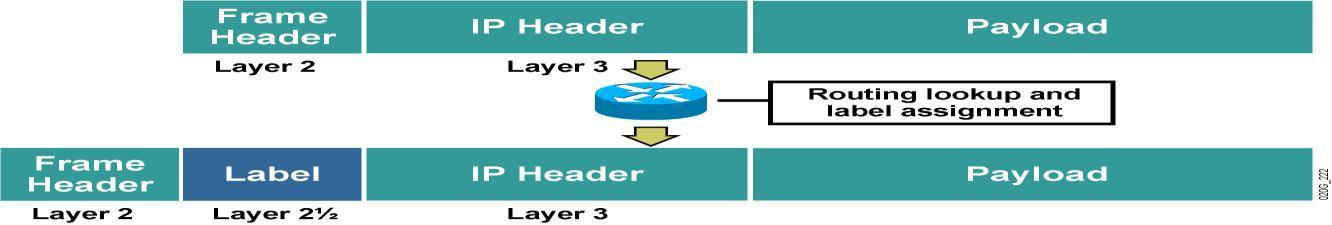 Frame
Header
IP Header
Payload
Layer 2
Layer 3
Routing lookup and
label assignment
Frame
Header
Label
IP Header
Payload
Layer 2
Layer 2½
Layer 3
020G_222